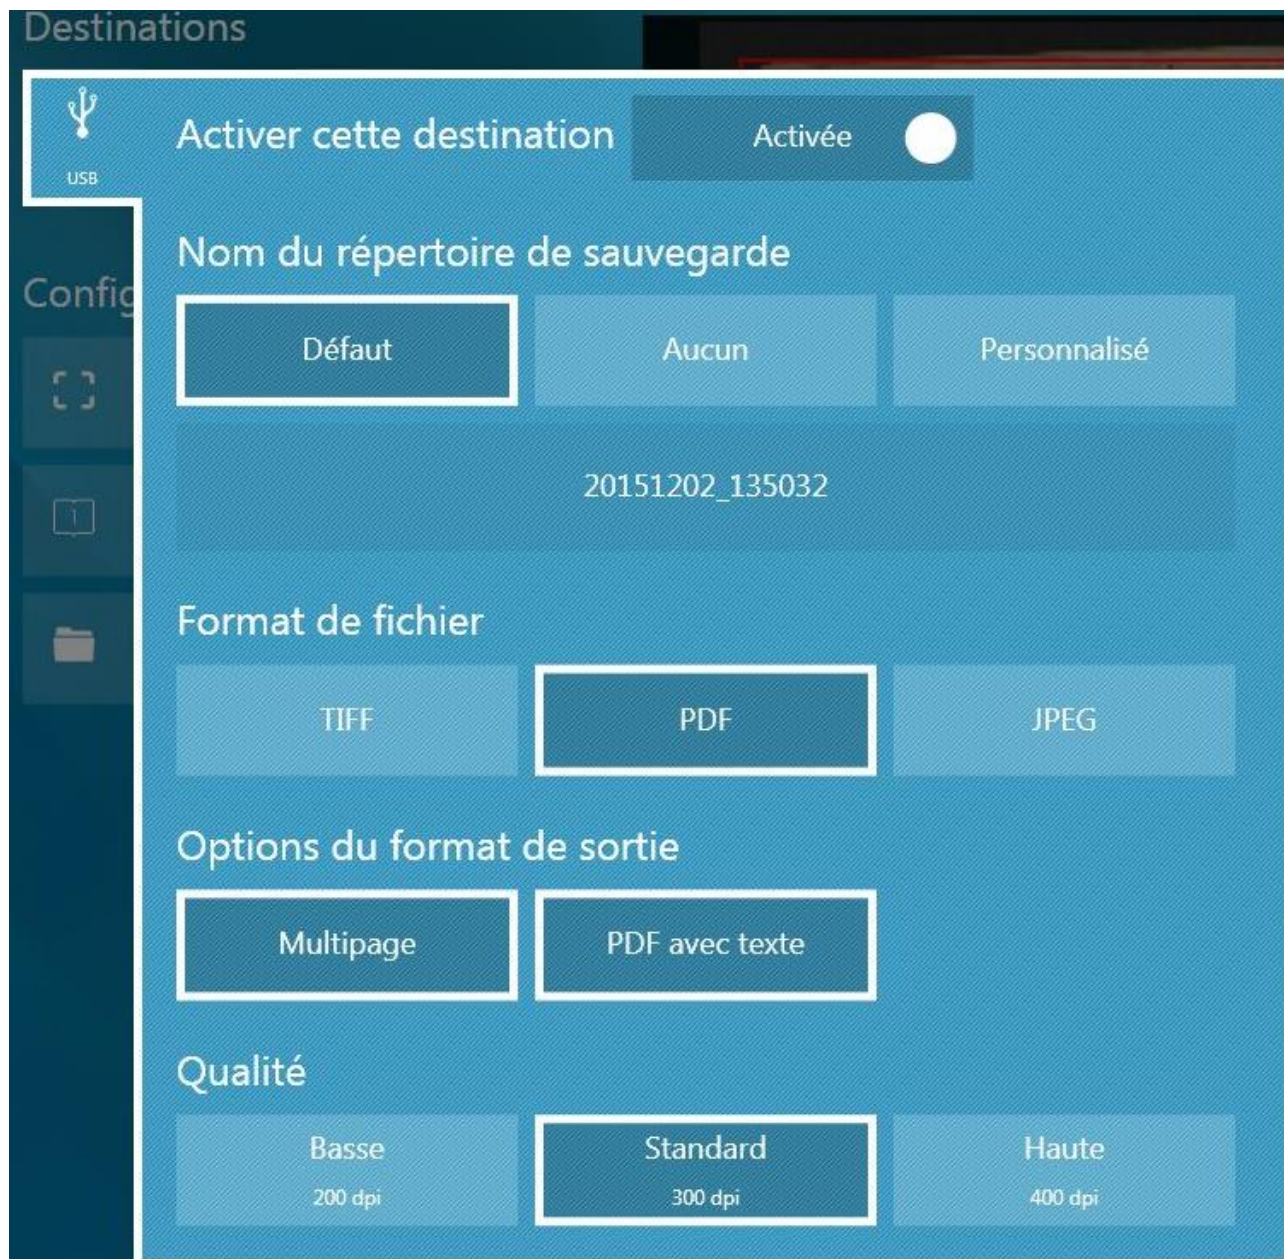 Destinations
USB
Activer cette destination
Activée
Nom du répertoire de sauvegarde
Config
Défaut
Aucun
Personnalisé
1
20151202_135032
Format de fichier
TIFF
PDF
JPEG
Options du format de sortie
Multipage
PDF avec texte
Qualité
Basse
200 dpi
Standard
300 dpi
Haute
400 dpi